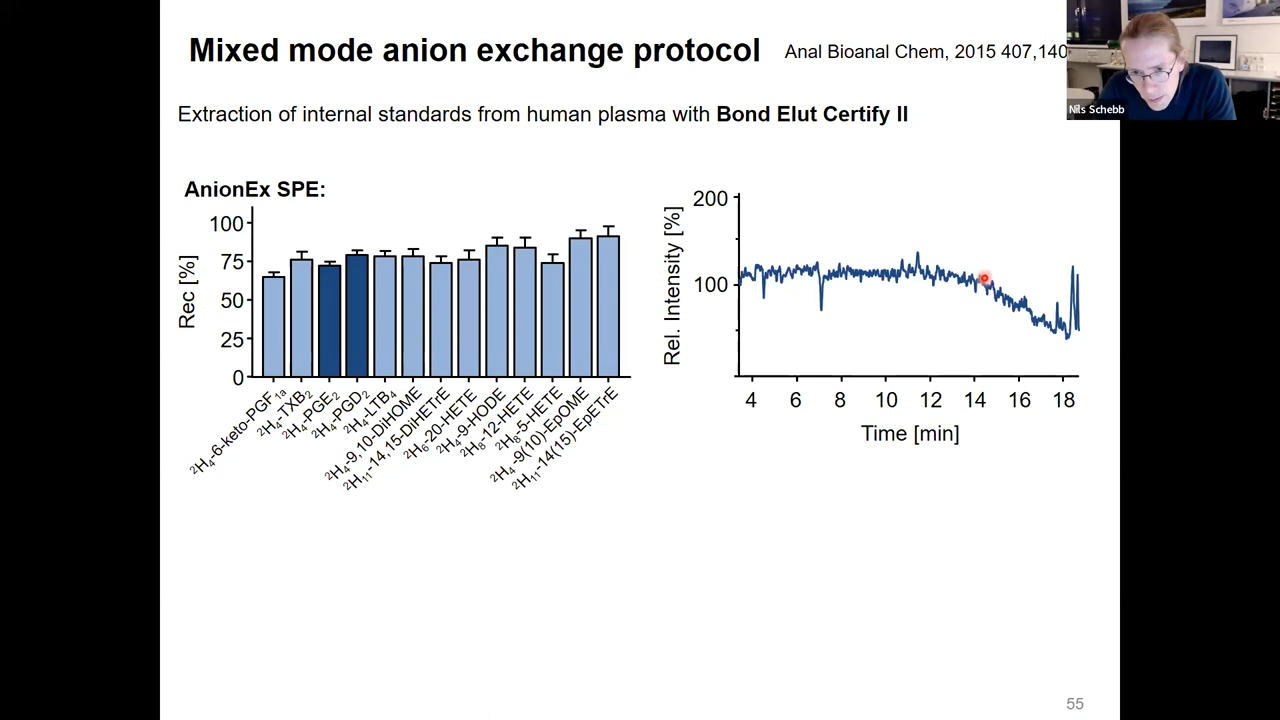 Mixed mode anion exchange protocol
Anal Bioanal Chem, 2015 407,140
Nils Schebb
Extraction of internal standards from human plasma with Bond Elut Certify II
AnionEx SPE:
Rec [%]
100
75
50
25
0
²H₄-6-keto-PGF₁ₐ
²H₄-TXB₂
²H₄-PGE₂
²H₄-PGD₂
²H₄-LTB₄
²H₄-9,10-DiHOME
²H₁₁-14,15-DiHETrE
²H₆-20-HETE
²H₄-9-HODE
²H₈-12-HETE
²H₈-5-HETE
²H₄-9(10)-EpOME
²H₁₁-14(15)-EpETrE
Rel. Intensity [%]
200
100
4 6 8 10 12 14 16 18
Time [min]
55